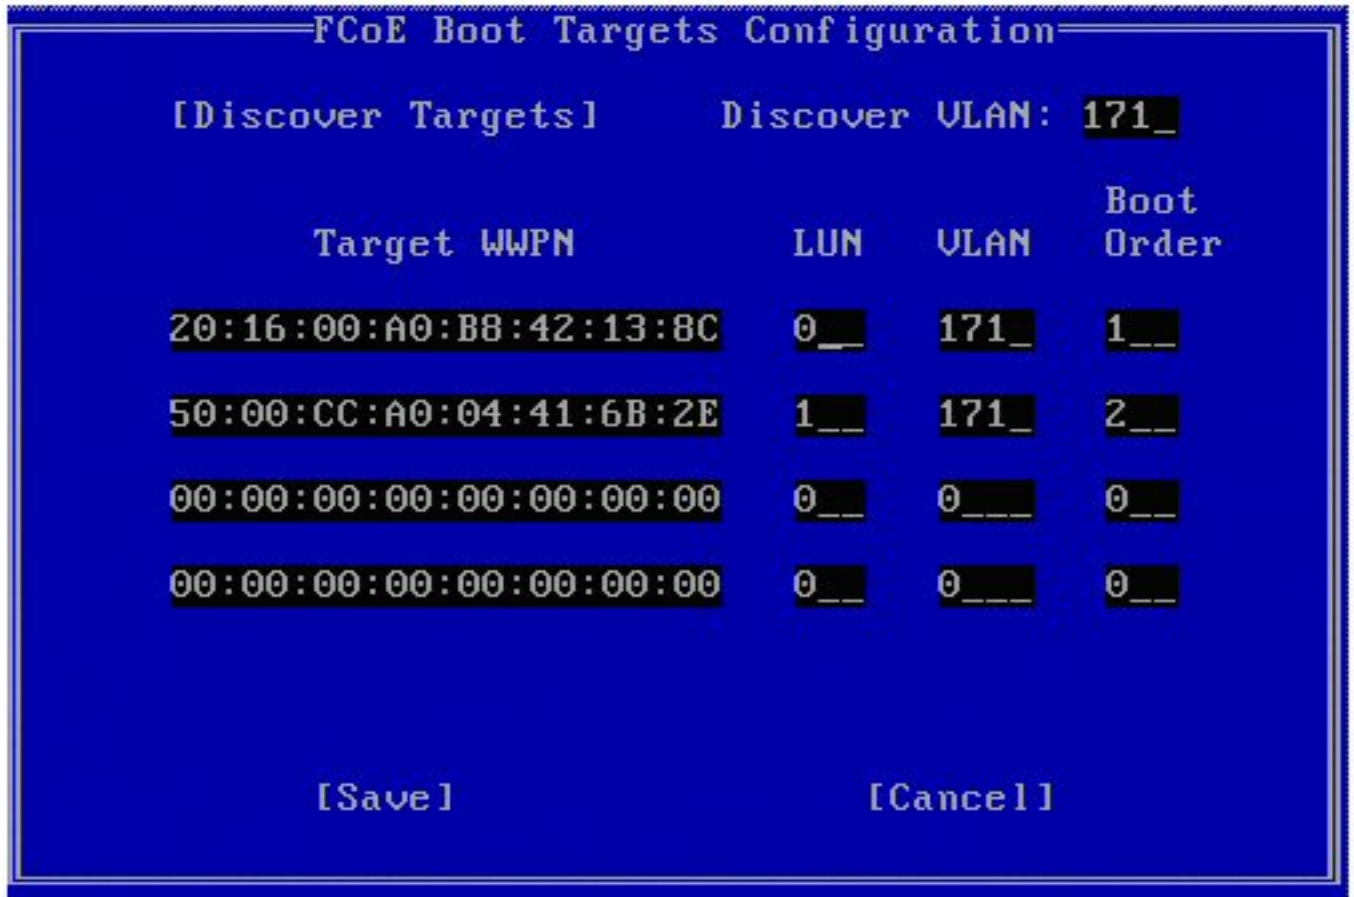 FCoE Boot Targets Configuration
[Discover Targets] Discover VLAN: 171_
Boot
Target WWPN LUN VLAN Order
20:16:00:A0:B8:42:13:8C 0__ 171_ 1__
50:00:CC:A0:04:41:6B:2E 1__ 171_ 2__
00:00:00:00:00:00:00:00 0__ 0___ 0__
00:00:00:00:00:00:00:00 0__ 0___ 0__
[Save] [Cancel]